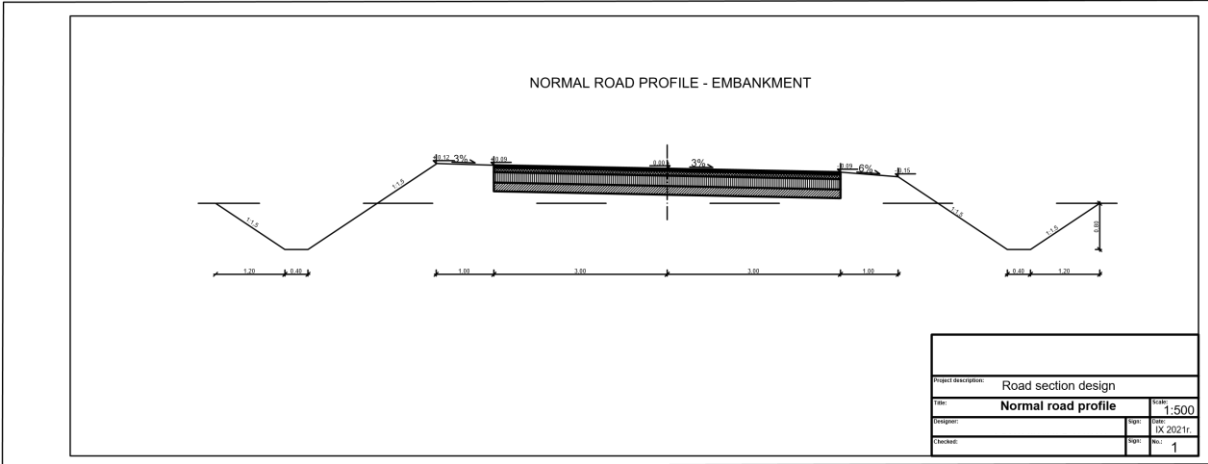 NORMAL ROAD PROFILE - EMBANKMENT
+0.12 3% +0.09 0.00 3% -0.09 6% -0.15
1:1,5 1:1,5 1:1,5 1:1,5 0.80
1.20 0.40 1.00 3.00 3.00 1.00 0.40 1.20
Project description: Road section design
Title: Normal road profile Scale: 1:500
Designer: Sign: Date: IX 2021r.
Checked: Sign: No.: 1